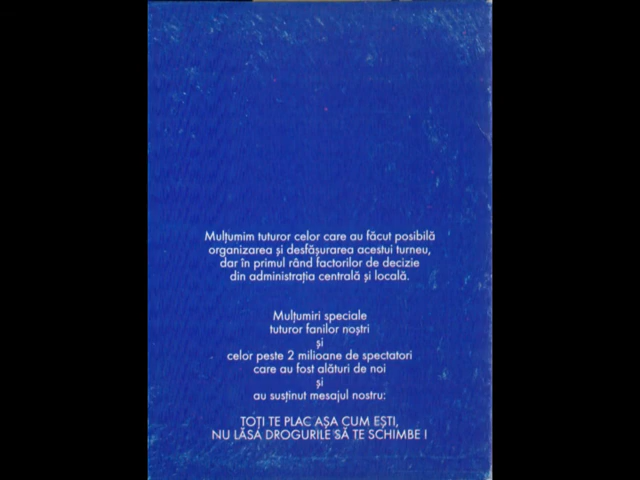 Mulțumim tuturor celor care au făcut posibilă
organizarea și desfășurarea acestui turneu,
dar în primul rând factorilor de decizie
din administrația centrală și locală.
Mulțumiri speciale
tuturor fanilor noștri
și
celor peste 2 milioane de spectatori
care au fost alături de noi
și
au susținut mesajul nostru:
TOȚI TE PLAC AȘA CUM EȘTI,
NU LĂSA DROGURILE SĂ TE SCHIMBE !